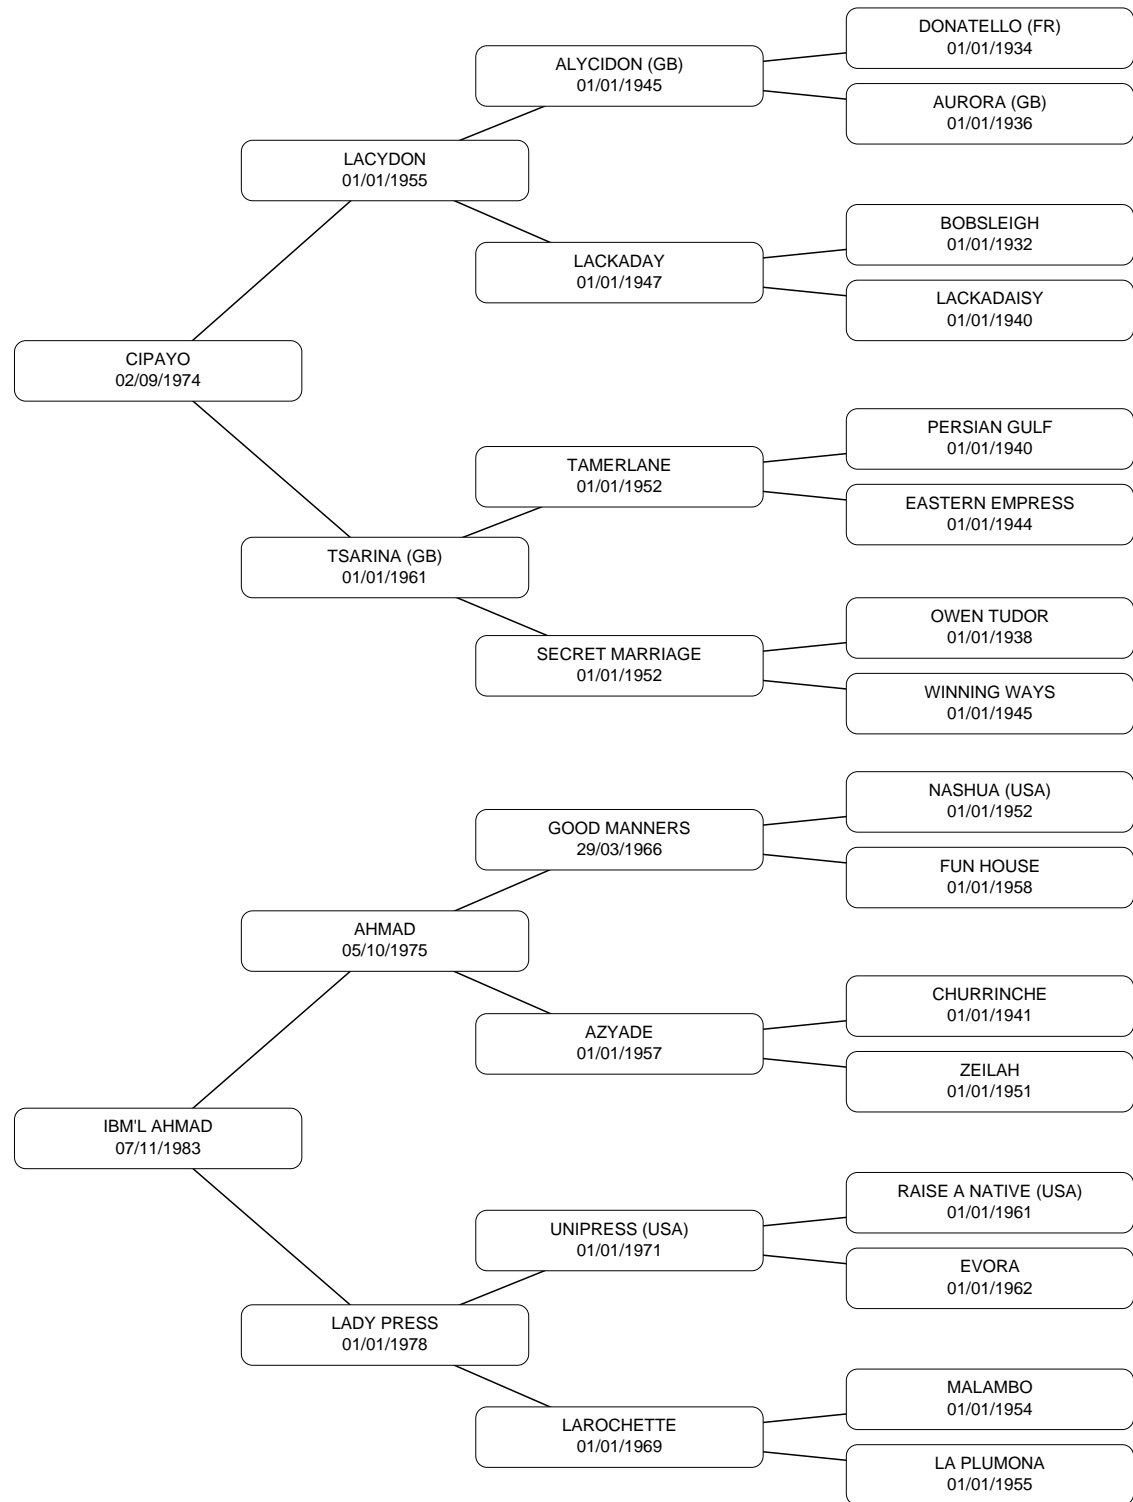 DONATELLO (FR)
01/01/1934
ALYCIDON (GB)
01/01/1945
AURORA (GB)
01/01/1936
LACYDON
01/01/1955
BOBSLEIGH
01/01/1932
LACKADAY
01/01/1947
LACKADAISY
01/01/1940
CIPAYO
02/09/1974
PERSIAN GULF
01/01/1940
TAMERLANE
01/01/1952
EASTERN EMPRESS
01/01/1944
TSARINA (GB)
01/01/1961
OWEN TUDOR
01/01/1938
SECRET MARRIAGE
01/01/1952
WINNING WAYS
01/01/1945
NASHUA (USA)
01/01/1952
GOOD MANNERS
29/03/1966
FUN HOUSE
01/01/1958
AHMAD
05/10/1975
CHURRINCHE
01/01/1941
AZYADE
01/01/1957
ZEILAH
01/01/1951
IBM'L AHMAD
07/11/1983
RAISE A NATIVE (USA)
01/01/1961
UNIPRESS (USA)
01/01/1971
EVORA
01/01/1962
LADY PRESS
01/01/1978
MALAMBO
01/01/1954
LAROCHETTE
01/01/1969
LA PLUMONA
01/01/1955